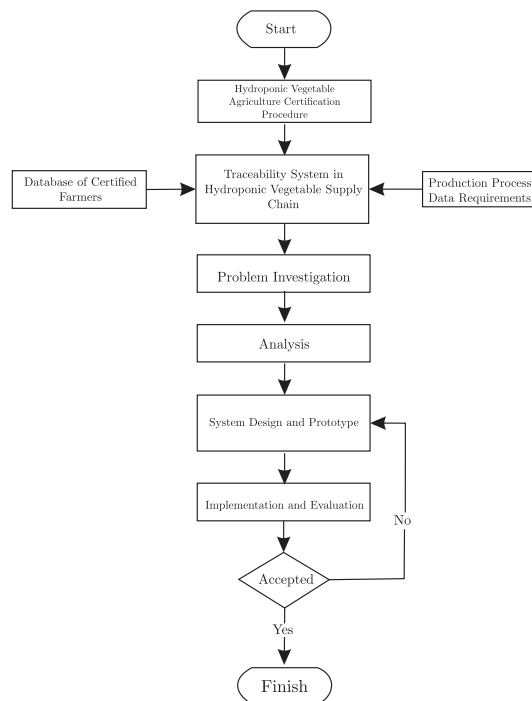 Start
Hydroponic Vegetable
Agriculture Certification
Procedure
Database of Certified
Farmers
Traceability System in
Hydroponic Vegetable Supply
Chain
Production Process
Data Requirements
Problem Investigation
Analysis
System Design and Prototype
Implementation and Evaluation
No
Accepted
Yes
Finish